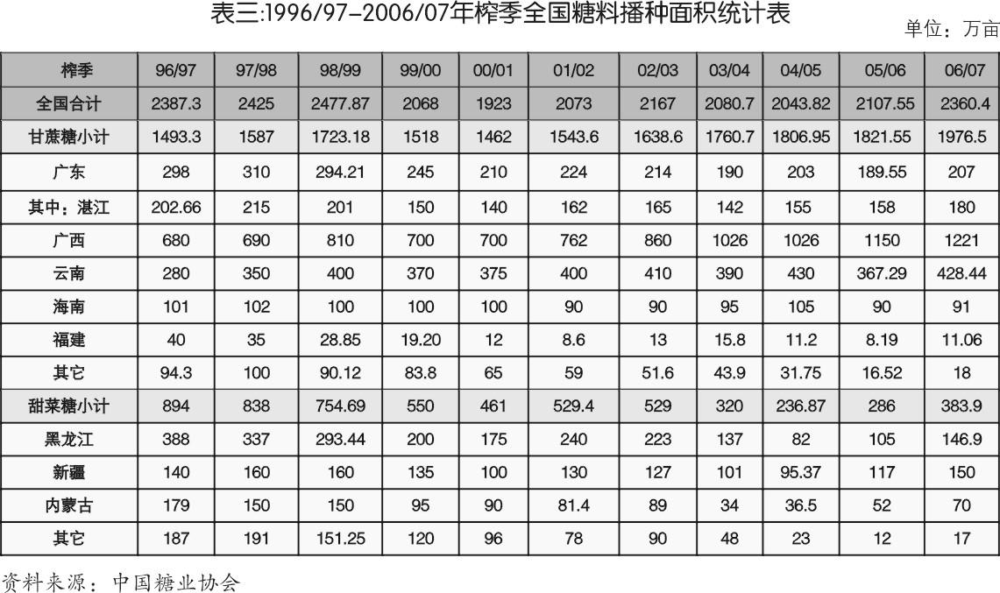 表三:1996/97-2006/07年榨季全国糖料播种面积统计表
单位：万亩
榨季 96/97 97/98 98/99 99/00 00/01 01/02 02/03 03/04 04/05 05/06 06/07
全国合计 2387.3 2425 2477.87 2068 1923 2073 2167 2080.7 2043.82 2107.55 2360.4
甘蔗糖小计 1493.3 1587 1723.18 1518 1462 1543.6 1638.6 1760.7 1806.95 1821.55 1976.5
广东 298 310 294.21 245 210 224 214 190 203 189.55 207
其中：湛江 202.66 215 201 150 140 162 165 142 155 158 180
广西 680 690 810 700 700 762 860 1026 1026 1150 1221
云南 280 350 400 370 375 400 410 390 430 367.29 428.44
海南 101 102 100 100 100 90 90 95 105 90 91
福建 40 35 28.85 19.20 12 8.6 13 15.8 11.2 8.19 11.06
其它 94.3 100 90.12 83.8 65 59 51.6 43.9 31.75 16.52 18
甜菜糖小计 894 838 754.69 550 461 529.4 529 320 236.87 286 383.9
黑龙江 388 337 293.44 200 175 240 223 137 82 105 146.9
新疆 140 160 160 135 100 130 127 101 95.37 117 150
内蒙古 179 150 150 95 90 81.4 89 34 36.5 52 70
其它 187 191 151.25 120 96 78 90 48 23 12 17
资料来源：中国糖业协会